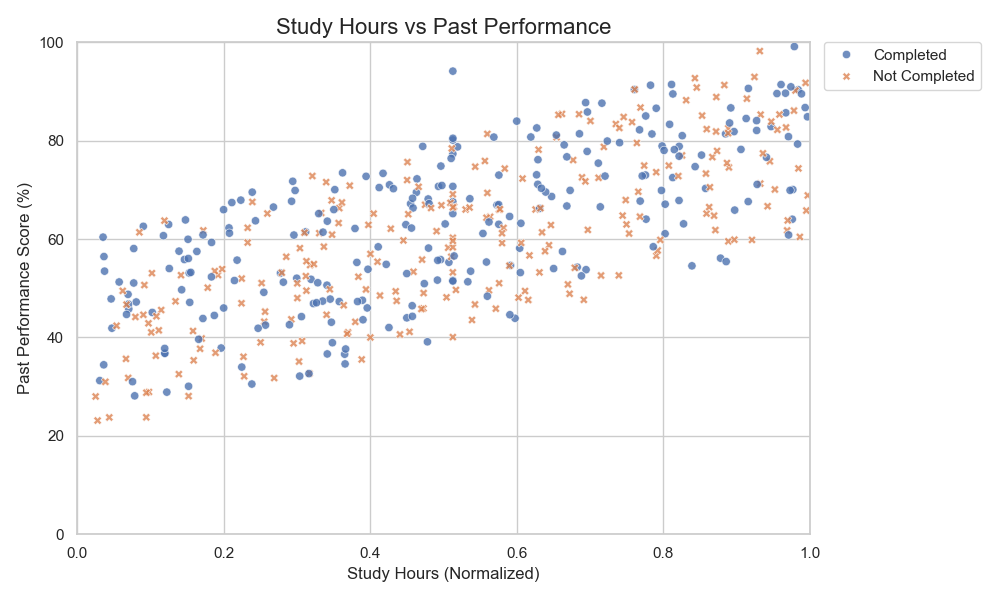 Study Hours vs Past Performance
Completed
Not Completed
Past Performance Score (%)
100
80
60
40
20
0
0.0 0.2 0.4 0.6 0.8 1.0
Study Hours (Normalized)